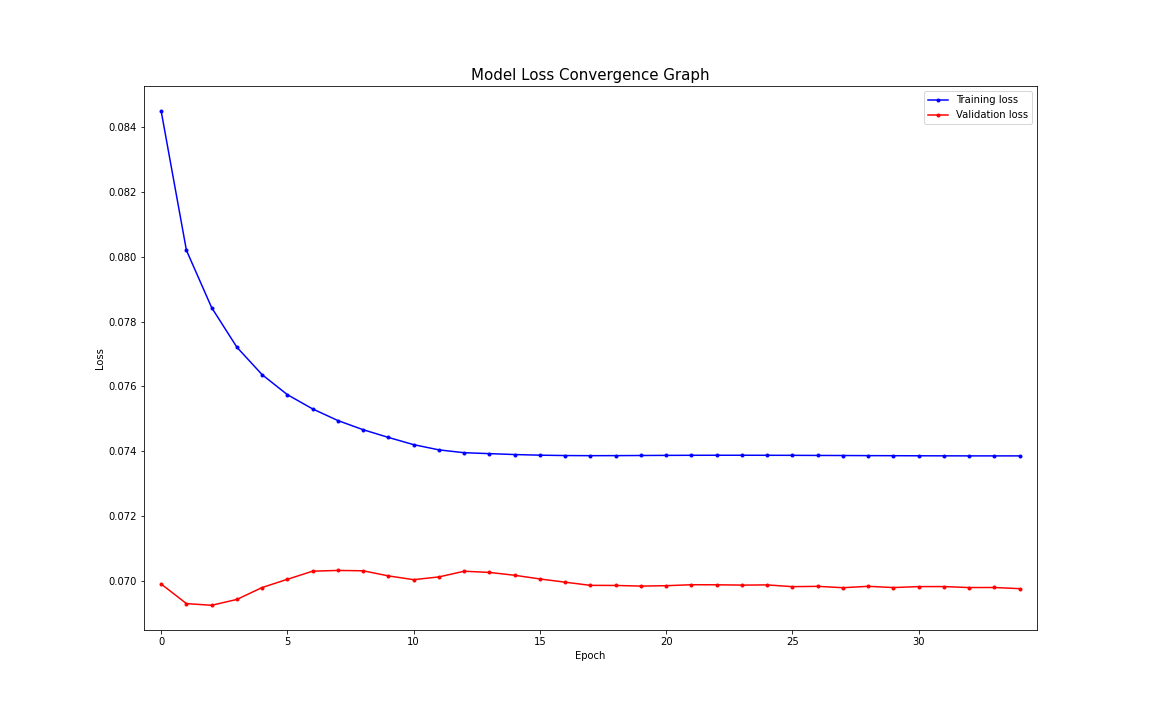 Model Loss Convergence Graph
Training loss
Validation loss
0.084
0.082
0.080
0.078
0.076
0.074
0.072
0.070
Loss
0 5 10 15 20 25 30
Epoch